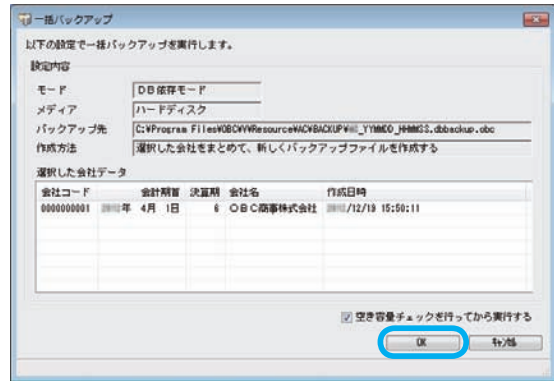 一括バックアップ
以下の設定で一括バックアップを実行します。
設定内容
モード DB依存モード
メディア ハードディスク
バックアップ先 C:¥Program Files¥OBC¥VVResource¥AC¥BACKUP¥ _YYMMDD_HHMMSS.dbbackup.obc
作成方法 選択した会社をまとめて、新しくバックアップファイルを作成する
選択した会社データ
会社コード 会計期首 決算期 会社名 作成日時
0000000001 年 4月 1日 6 OBC商事株式会社 /12/19 15:50:11
空き容量チェックを行ってから実行する
OK キャンセル